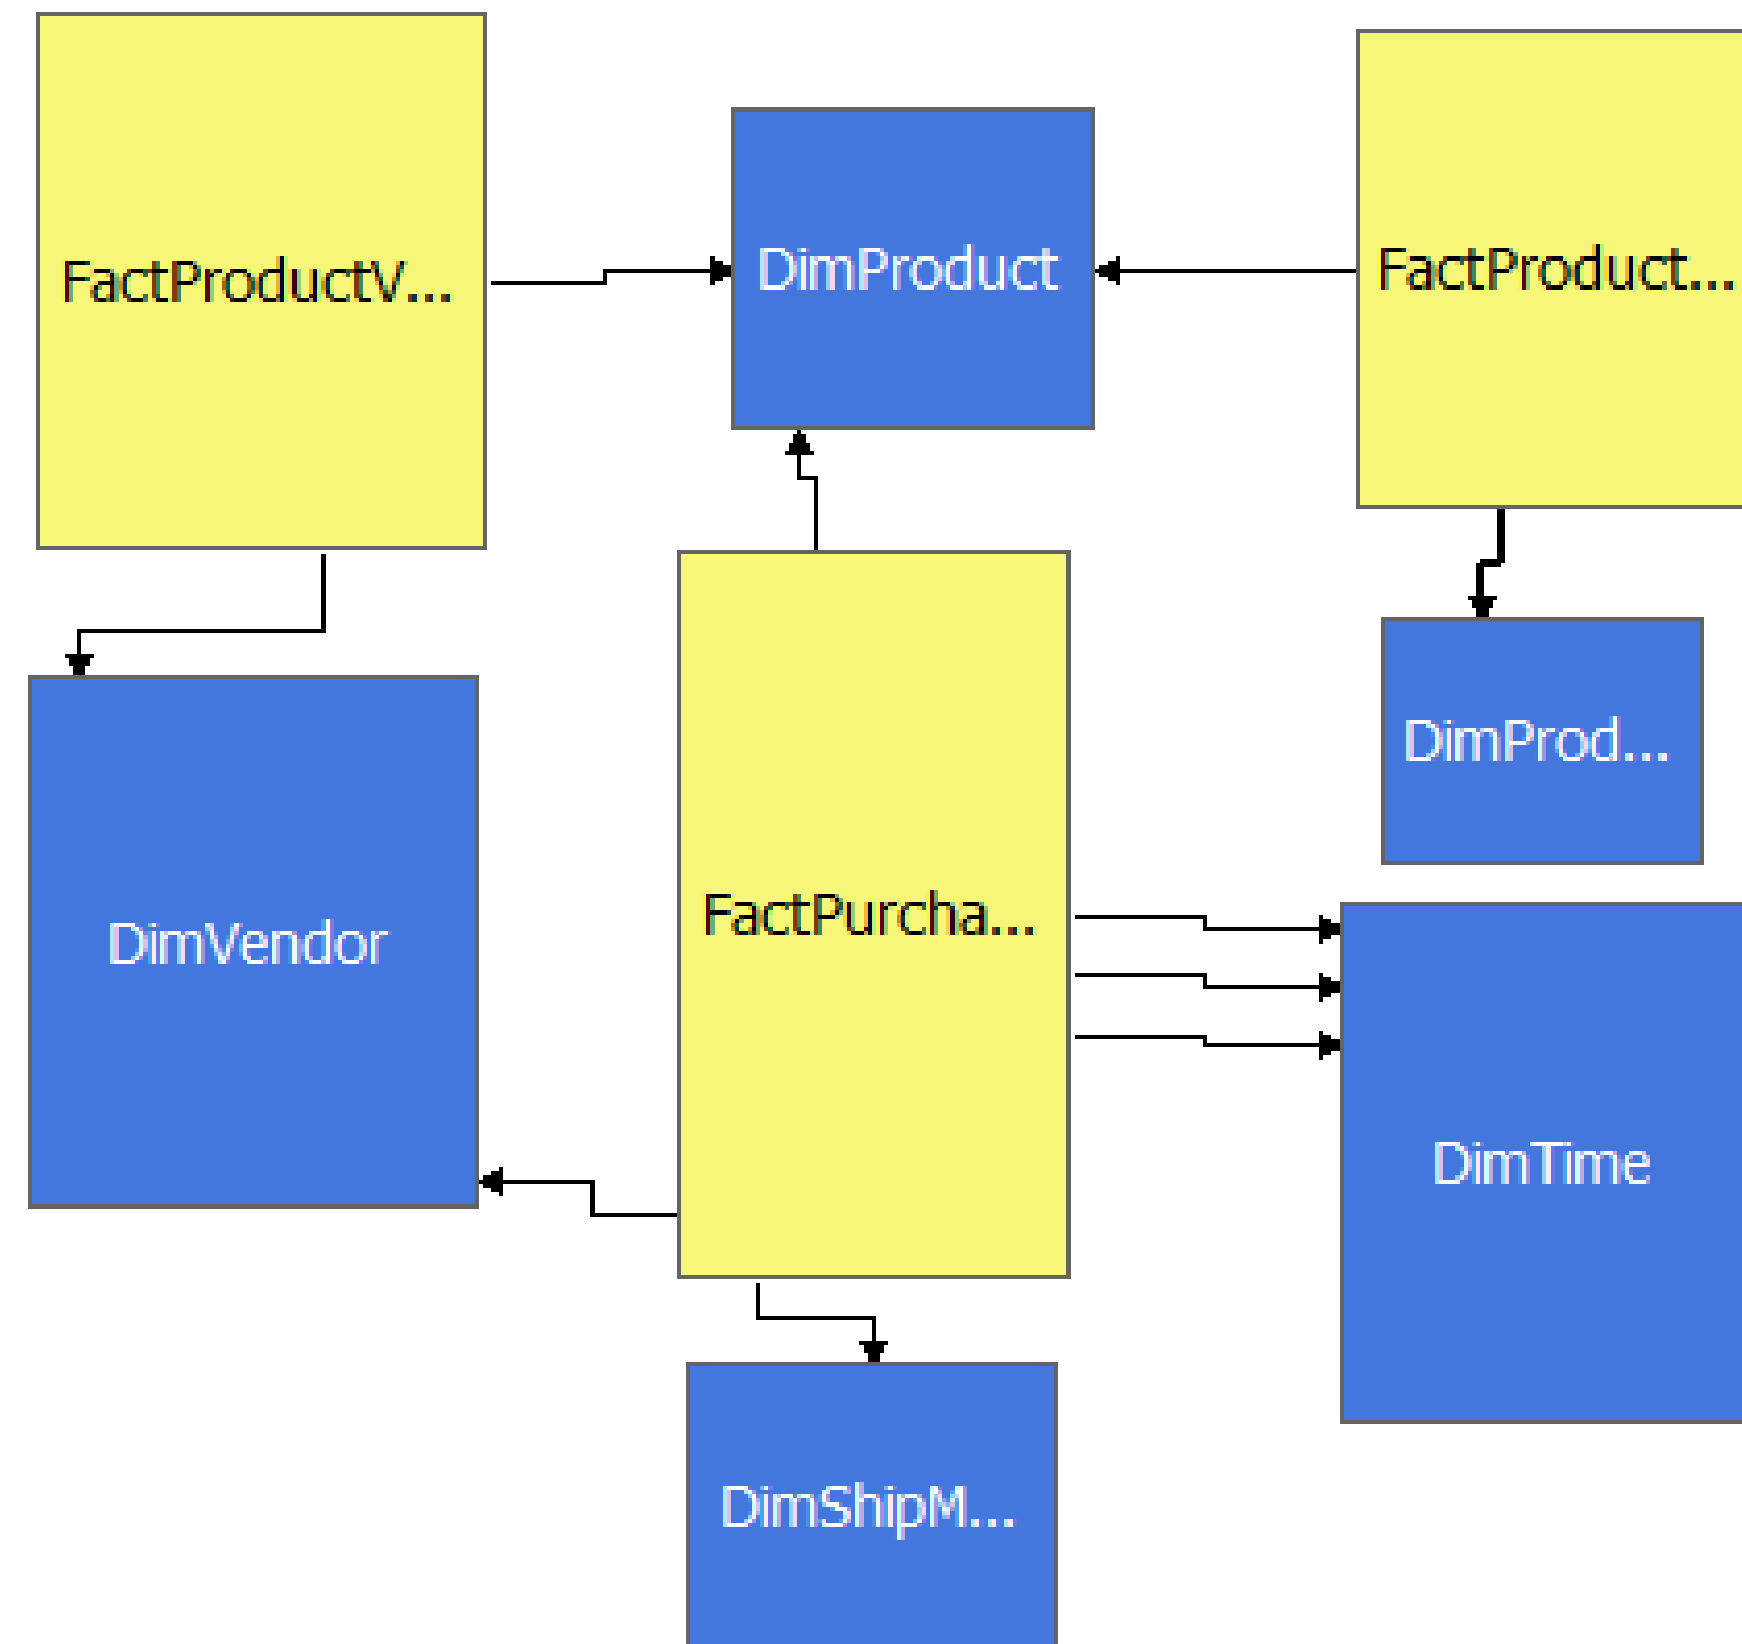 FactProductV...
DimProduct
FactProduct...
DimProd...
FactPurcha...
DimVendor
DimTime
DimShipM...